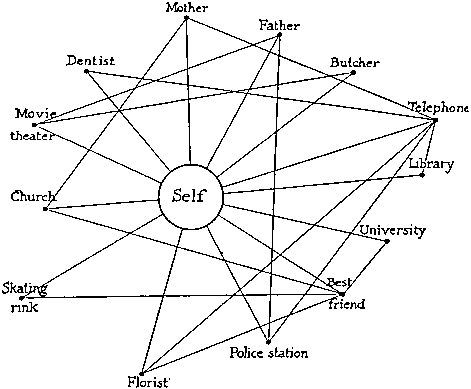 Mother
Father
Dentist
Butcher
Movie
theater
Telephone
Library
Church
Self
University
Skating
rink
Best
friend
Police station
Florist